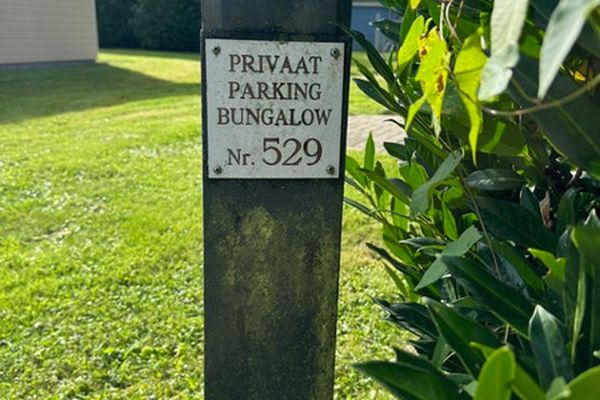 PRIVAAT
PARKING
BUNGALOW
Nr. 529